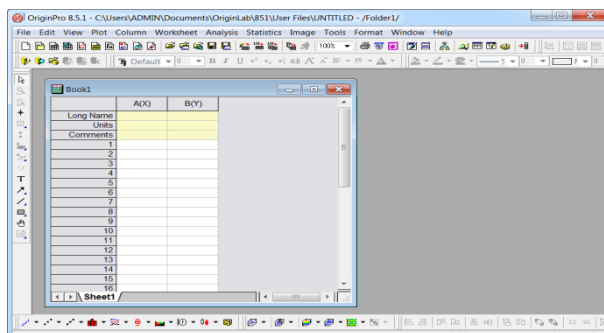 OriginPro 8.5.1 - C:\Users\ADMIN\Documents\OriginLab\851\User Files\UNTITLED - /Folder1/
File Edit View Plot Column Worksheet Analysis Statistics Image Tools Format Window Help
100%
Default 0 B I U
0 0
Book1
A(X) B(Y)
Long Name
Units
Comments
1
2
3
4
5
6
7
8
9
10
11
12
13
14
15
16
Sheet1
T